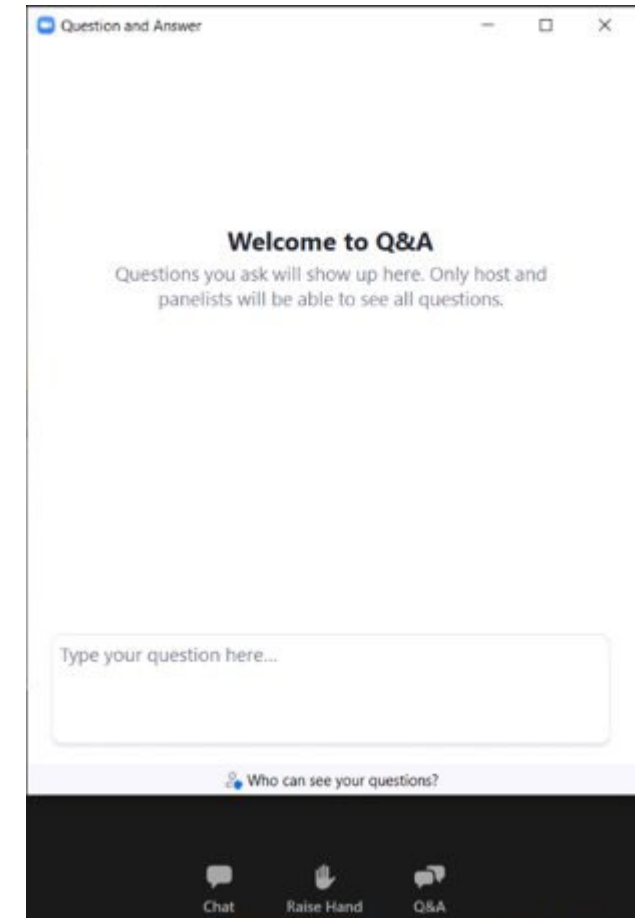 Question and Answer
Welcome to Q&A
Questions you ask will show up here. Only host and
panelists will be able to see all questions.
Type your question here...
Who can see your questions?
Chat
Raise Hand
Q&A